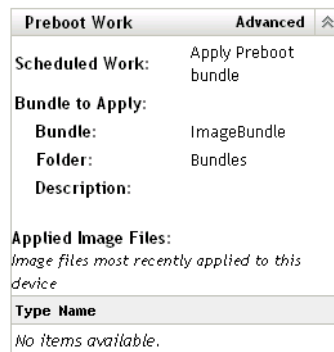 Preboot Work Advanced
Scheduled Work: Apply Preboot
bundle
Bundle to Apply:
Bundle: ImageBundle
Folder: Bundles
Description:
Applied Image Files:
Image files most recently applied to this
device
Type Name
No items available.